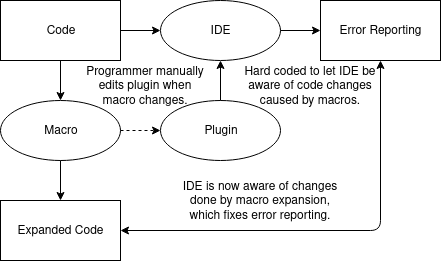 Code
IDE
Error Reporting
Programmer manually
edits plugin when
macro changes.
Hard coded to let IDE be
aware of code changes
caused by macros.
Macro
Plugin
IDE is now aware of changes
done by macro expansion,
which fixes error reporting.
Expanded Code